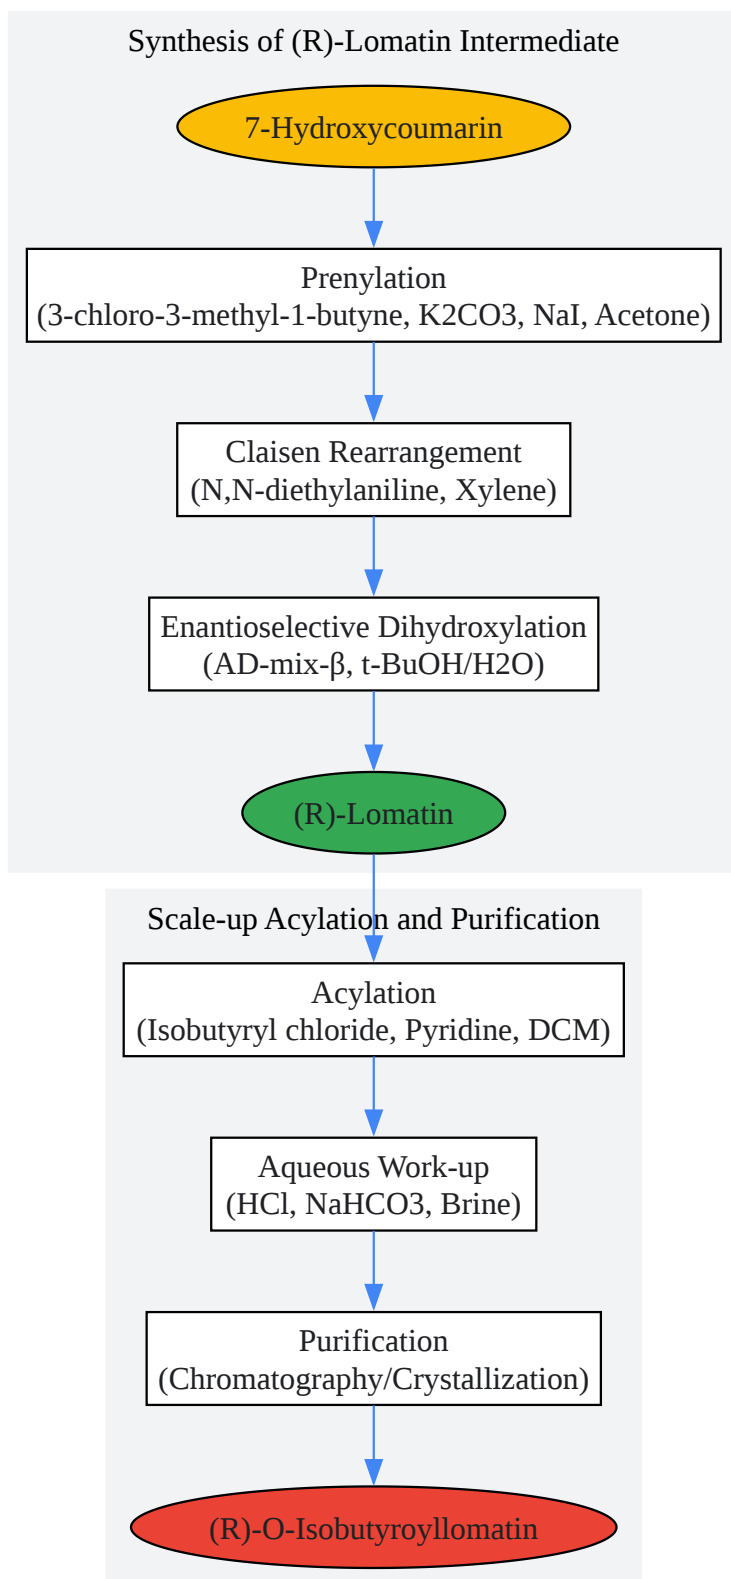 Synthesis of (R)-Lomatin Intermediate
7-Hydroxycoumarin
Prenylation
(3-chloro-3-methyl-1-butyne, K2CO3, NaI, Acetone)
Claisen Rearrangement
(N,N-diethylaniline, Xylene)
Enantioselective Dihydroxylation
(AD-mix-β, t-BuOH/H2O)
(R)-Lomatin
Scale-up Acylation and Purification
Acylation
(Isobutyryl chloride, Pyridine, DCM)
Aqueous Work-up
(HCl, NaHCO3, Brine)
Purification
(Chromatography/Crystallization)
(R)-O-Isobutyroyllomatin